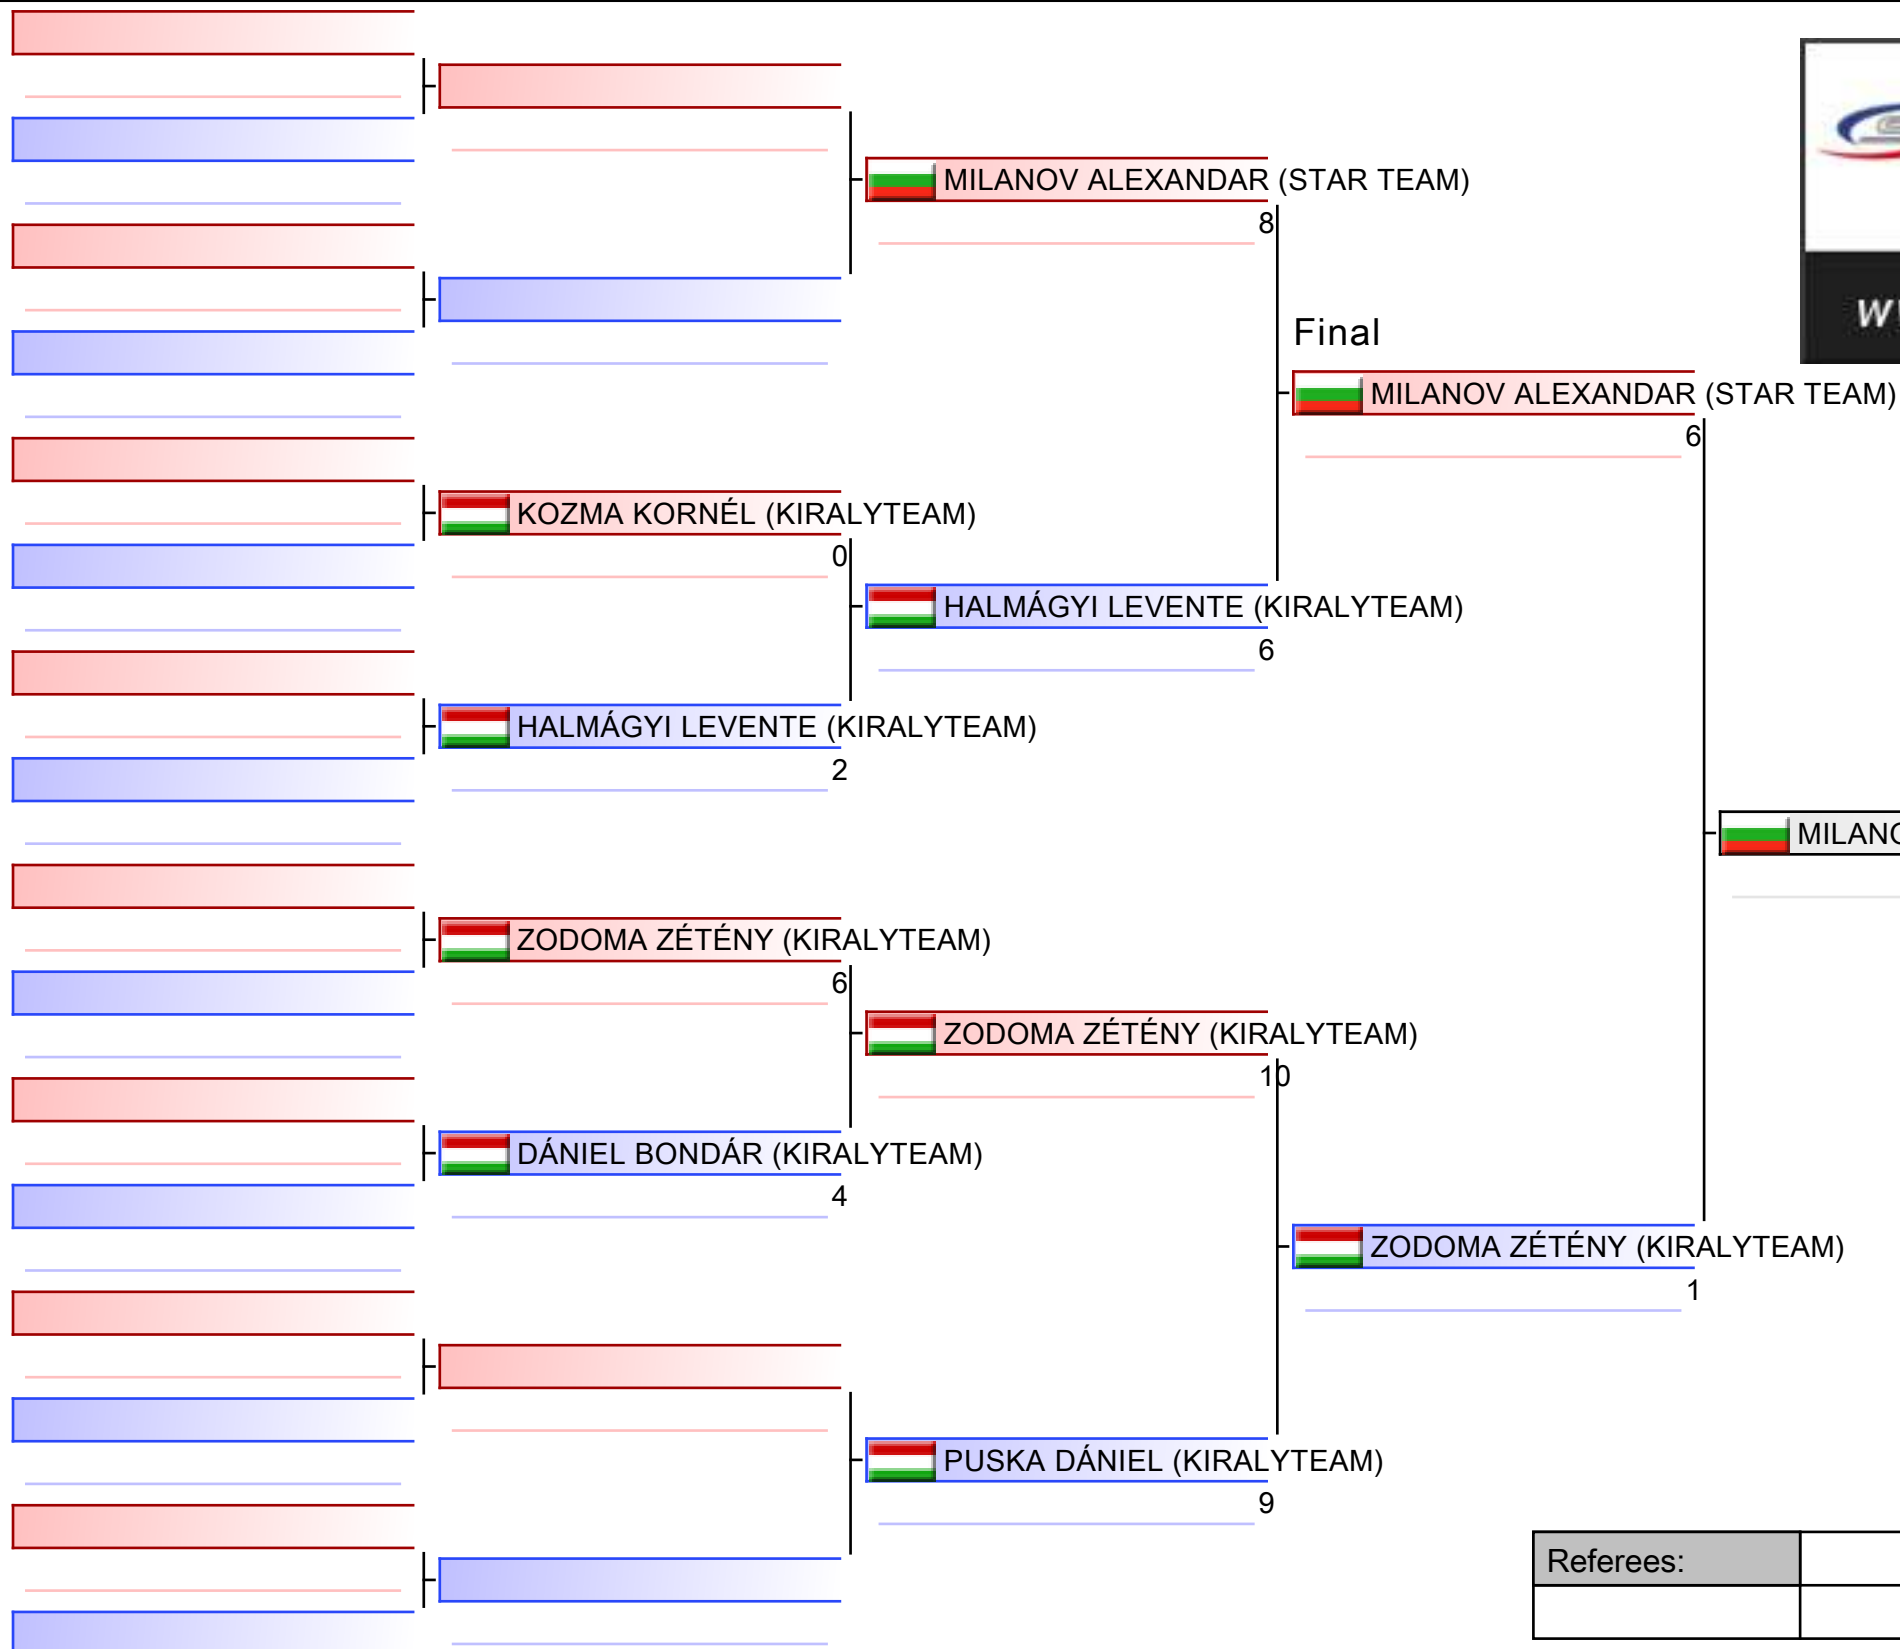 MILANOV ALEXANDAR (STAR TEAM)
8
Final
MILANOV ALEXANDAR (STAR TEAM)
6
KOZMA KORNÉL (KIRALYTEAM)
0
HALMÁGYI LEVENTE (KIRALYTEAM)
6
HALMÁGYI LEVENTE (KIRALYTEAM)
2
ZODOMA ZÉTÉNY (KIRALYTEAM)
6
ZODOMA ZÉTÉNY (KIRALYTEAM)
10
DÁNIEL BONDÁR (KIRALYTEAM)
4
ZODOMA ZÉTÉNY (KIRALYTEAM)
1
PUSKA DÁNIEL (KIRALYTEAM)
9
Referees: